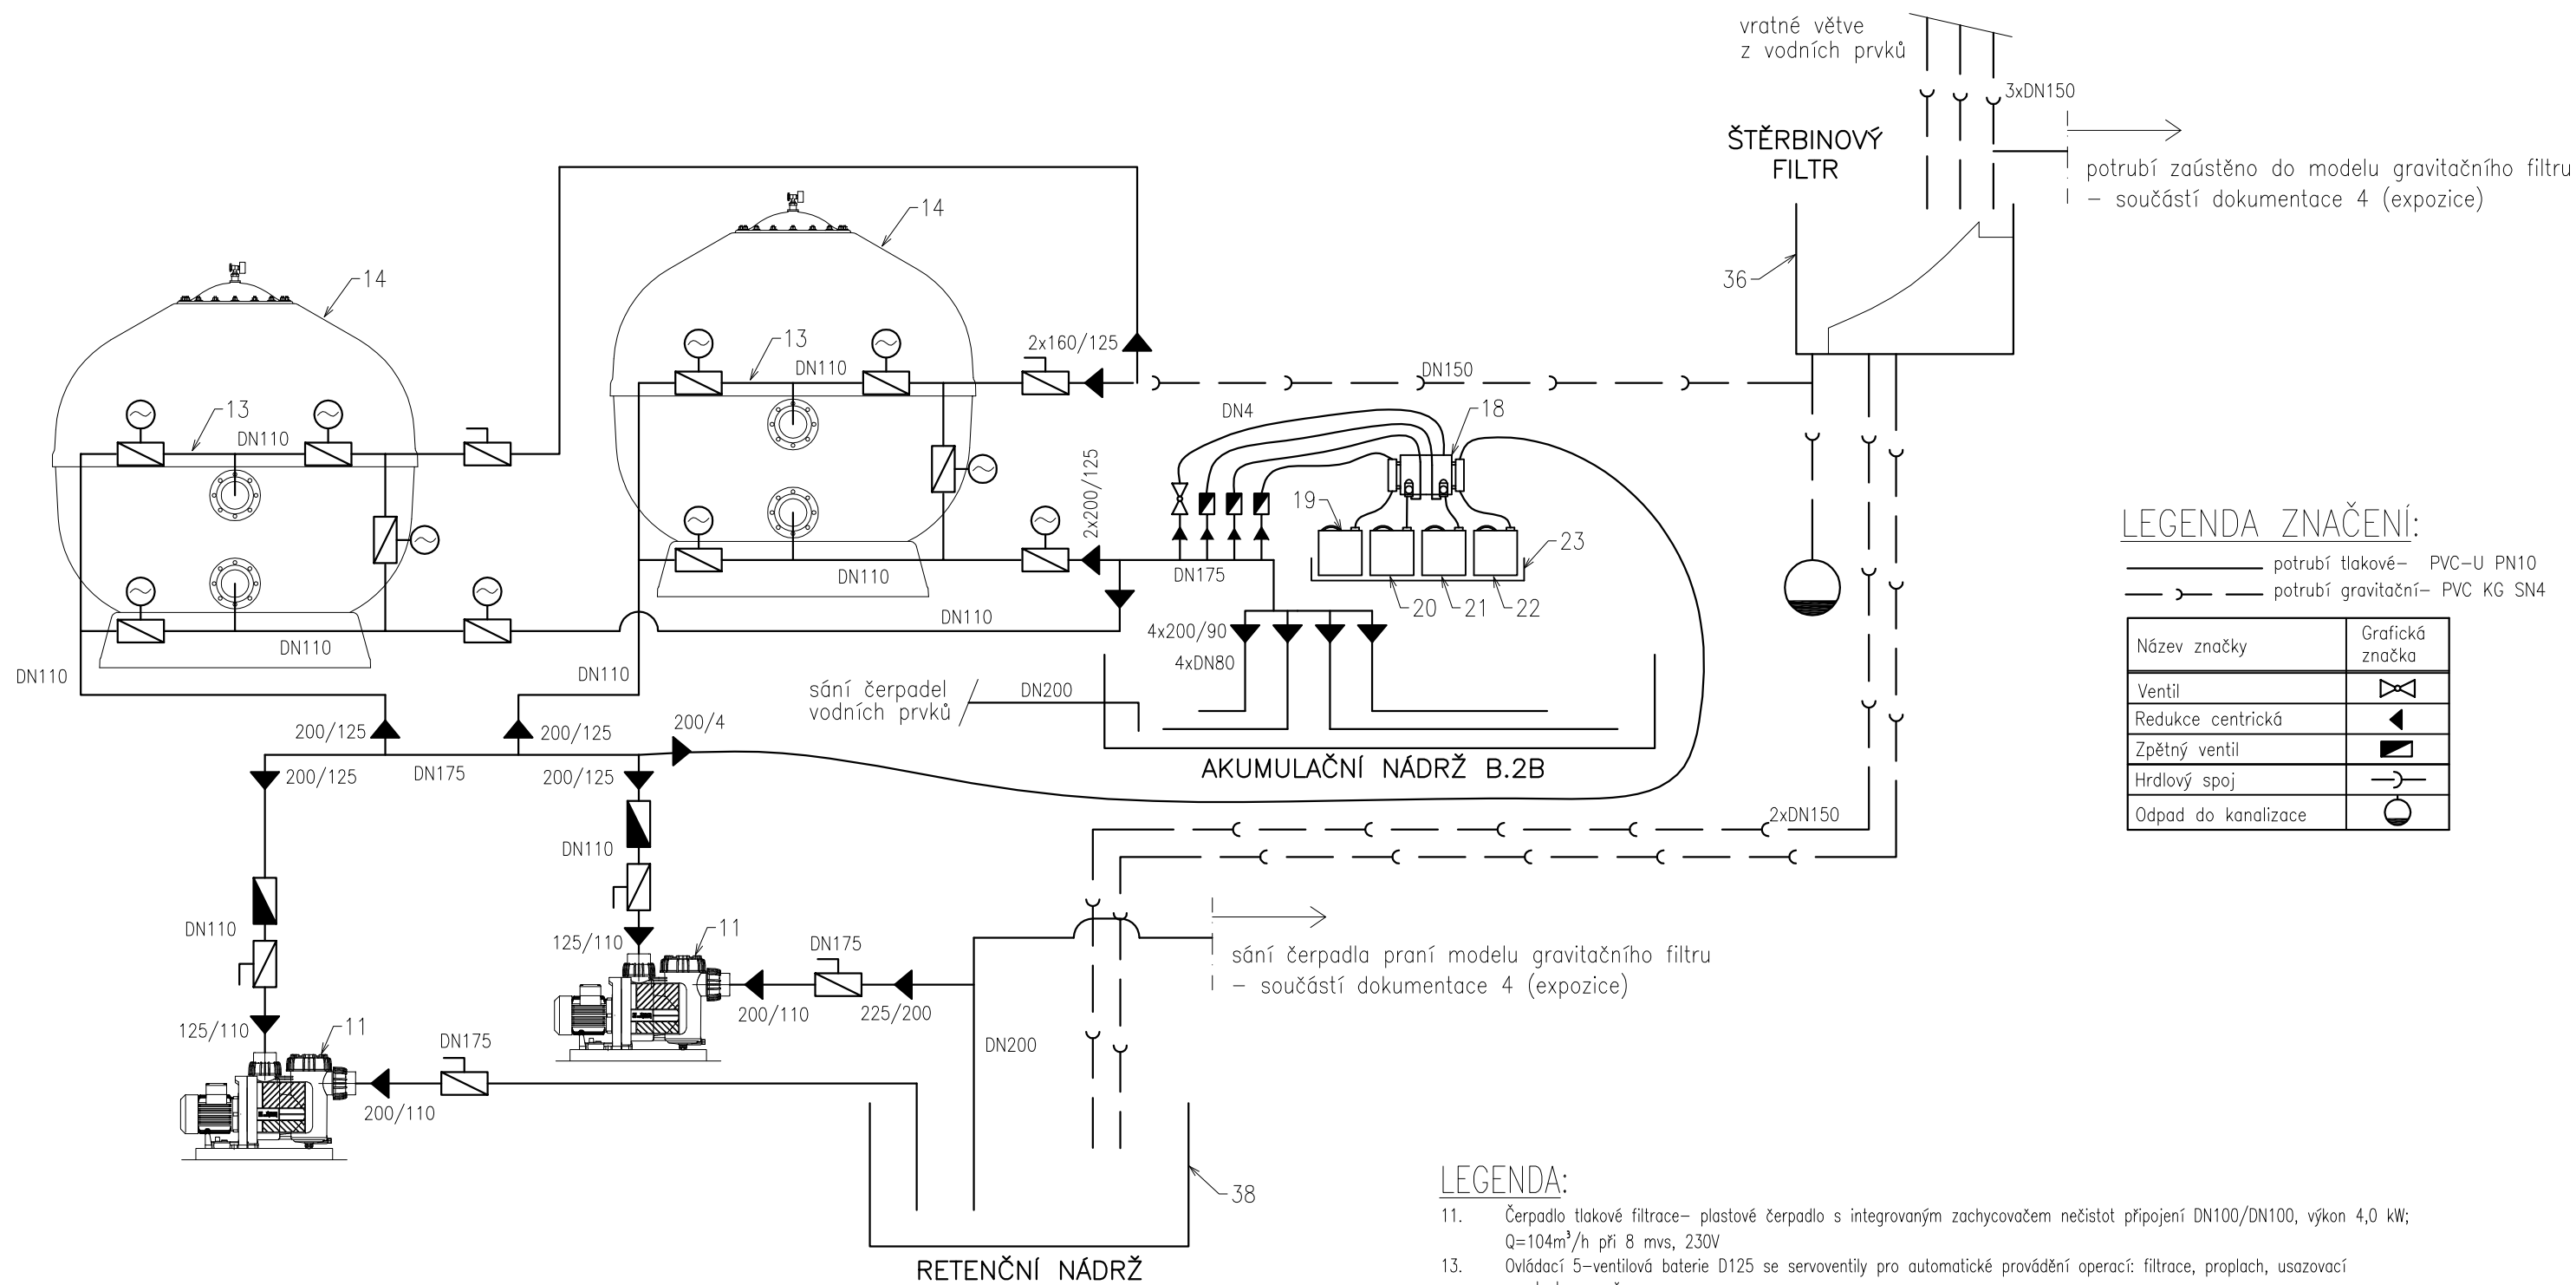 vratné větve
z vodních prvků
3xDN150
ŠTĚRBINOVÝ
FILTR
potrubí zaústěno do modelu gravitačního filtru
– součástí dokumentace 4 (expozice)
36
14
14
13
DN110
2x160/125
DN150
13
DN110
DN4
18
19
20
21
22
23
2x200/125
DN110
DN175
DN110
DN110
DN110
DN110
4x200/90
4xDN80
sání čerpadel
vodních prvků
DN200
200/4
200/125
200/125
200/125
DN175
200/125
AKUMULAČNÍ NÁDRŽ B.2B
2xDN150
DN110
DN110
125/110
11
DN175
200/110
225/200
sání čerpadla praní modelu gravitačního filtru
– součástí dokumentace 4 (expozice)
125/110
11
DN175
200/110
DN200
38
RETENČNÍ NÁDRŽ
LEGENDA ZNAČENÍ:
potrubí tlakové– PVC–U PN10
potrubí gravitační– PVC KG SN4
Název značky
Grafická
značka
Ventil
Redukce centrická
Zpětný ventil
Hrdlový spoj
Odpad do kanalizace
LEGENDA:
11. Čerpadlo tlakové filtrace– plastové čerpadlo s integrovaným zachycovačem nečistot připojení DN100/DN100, výkon 4,0 kW;
Q=104m³/h při 8 mvs, 230V
13. Ovládací 5–ventilová baterie D125 se servoventily pro automatické provádění operací: filtrace, proplach, usazovací